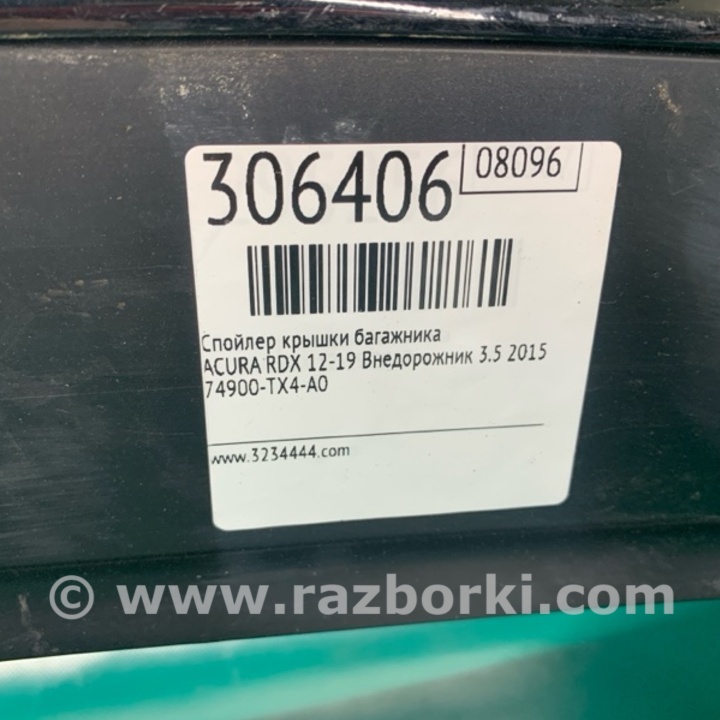 306406
08096
Спойлер крышки багажника
ACURA RDX 12-19 Внедорожник 3.5 2015
74900-TX4-A0
www.3234444.com
© www.razborki.com